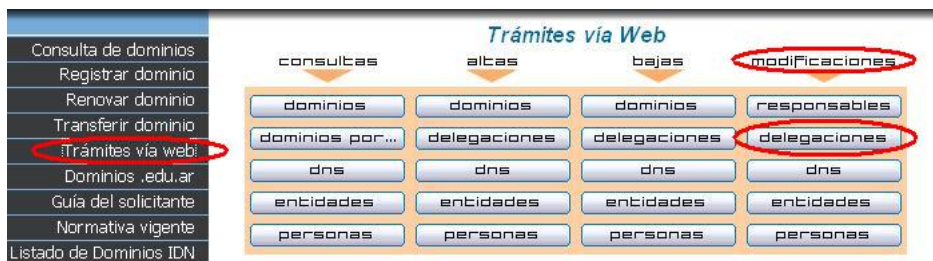 Trámites vía Web
Consulta de dominios
Registrar dominio
Renovar dominio
Transferir dominio
Trámites vía web
Dominios .edu.ar
Guía del solicitante
Normativa vigente
Listado de Dominios IDN
consultas altas bajas modificaciones
dominios dominios dominios responsables
dominios por... delegaciones delegaciones delegaciones
dns dns dns dns
entidades entidades entidades entidades
personas personas personas personas